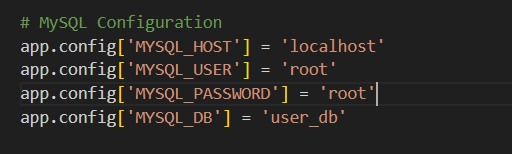 # MySQL Configuration
app.config['MYSQL_HOST'] = 'localhost'
app.config['MYSQL_USER'] = 'root'
app.config['MYSQL_PASSWORD'] = 'root'
app.config['MYSQL_DB'] = 'user_db'